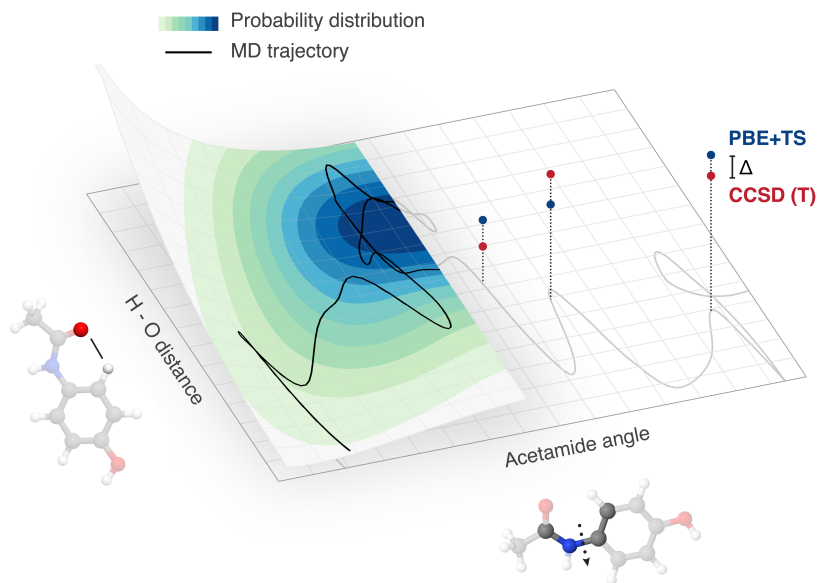 Probability distribution
MD trajectory
PBE+TS
Δ
CCSD (T)
H - O distance
Acetamide angle